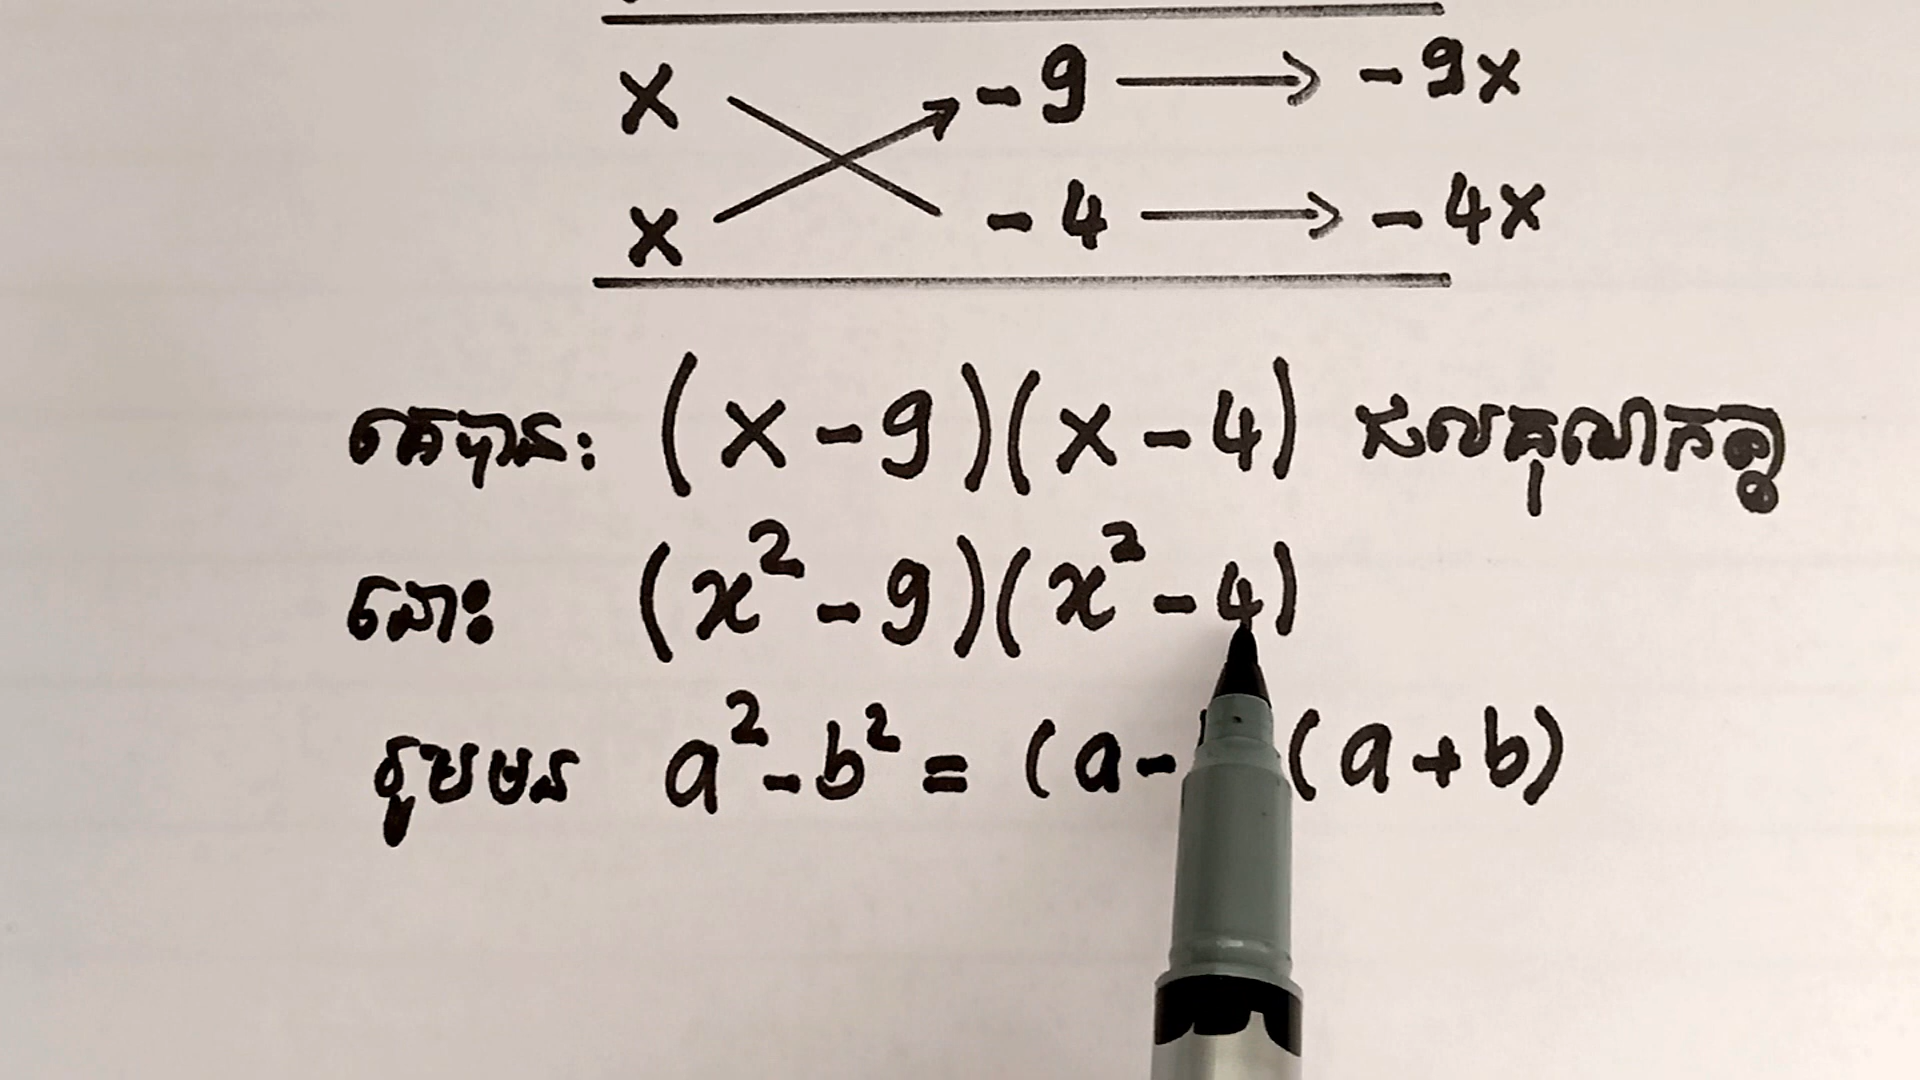 x -9 → -9x
x -4 → -4x
គេបាន: (x-9)(x-4) ផលគុណកត្តា
នោះ (x²-9)(x²-4)
រូបមន្ត a²-b² = (a- (a+b)